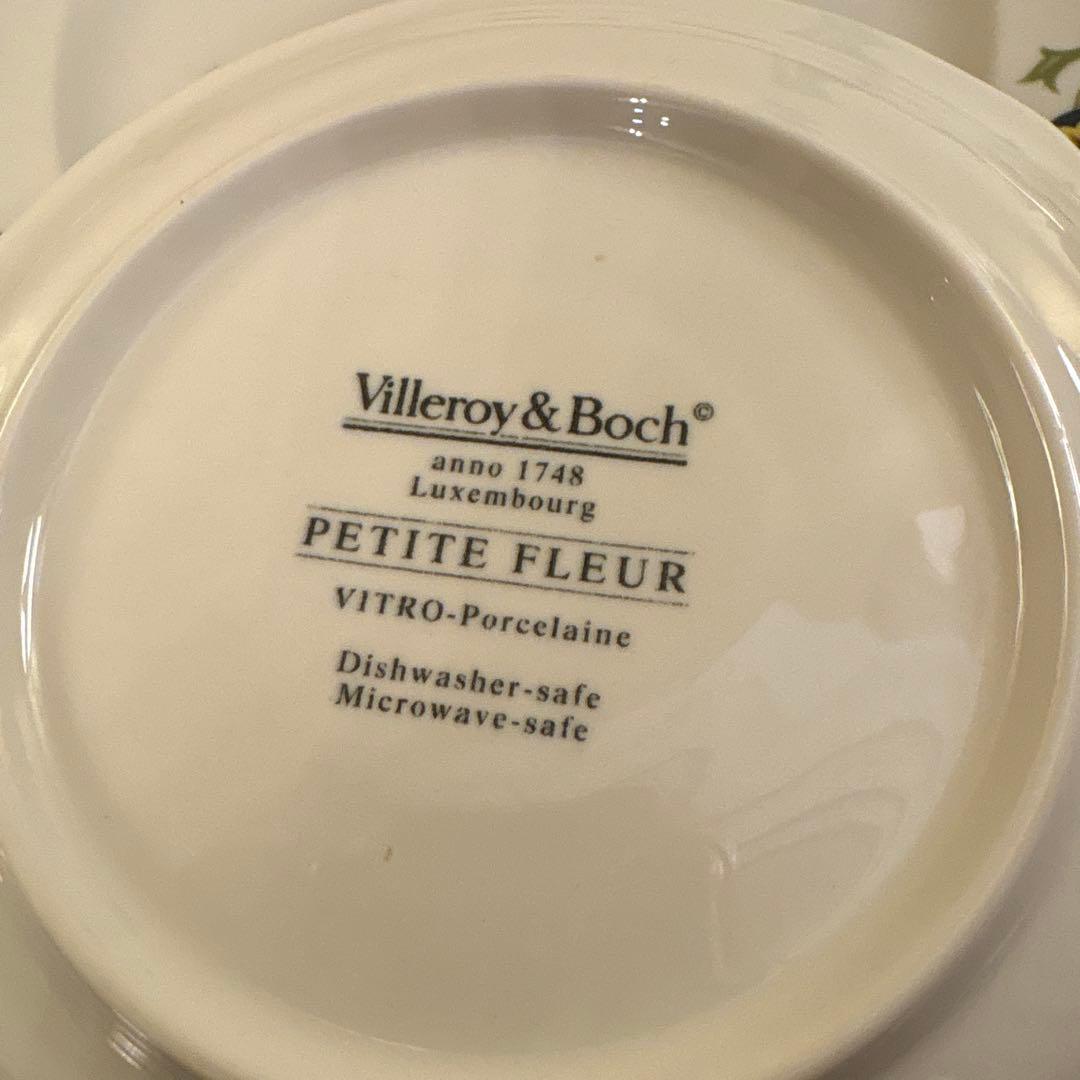 Villeroy & Boch©
anno 1748
Luxembourg
PETITE FLEUR
VITRO-Porcelaine
Dishwasher-safe
Microwave-safe